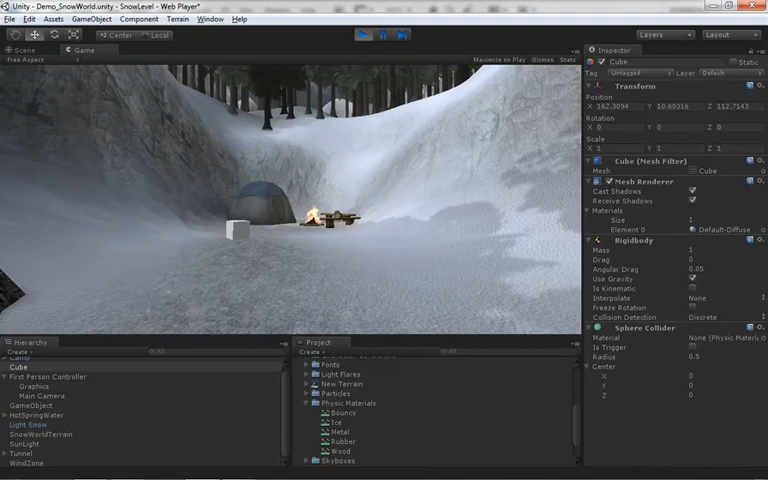 Unity - Demo_SnowWorld.unity - SnowLevel - Web Player*
File Edit Assets GameObject Component Terrain Window Help
Center Local Layers Layout
Scene Game
Free Aspect Maximize on Play Gizmos Stats
Inspector
Cube Static
Tag Untagged Layer Default
Transform
Position
X 162.3094 Y 10.68316 Z 112.7143
Rotation
X 0 Y 0 Z 0
Scale
X 1 Y 1 Z 1
Cube (Mesh Filter)
Mesh Cube
Mesh Renderer
Cast Shadows
Receive Shadows
Materials
Size 1
Element 0 Default-Diffuse
Rigidbody
Mass 1
Drag 0
Angular Drag 0.05
Use Gravity
Is Kinematic
Interpolate None
Freeze Rotation
Collision Detection Discrete
Sphere Collider
Material None (Physic Materi
Is Trigger
Radius 0.5
Center
X 0
Y 0
Z 0
Hierarchy
Create All
Camp
Cube
First Person Controller
Graphics
Main Camera
GameObject
HotSpringWater
Light Snow
SnowWorldTerrain
SunLight
Tunnel
WindZone
Project
Create All
Fonts
Light Flares
New Terrain
Particles
Physic Materials
Bouncy
Ice
Metal
Rubber
Wood
Skyboxes